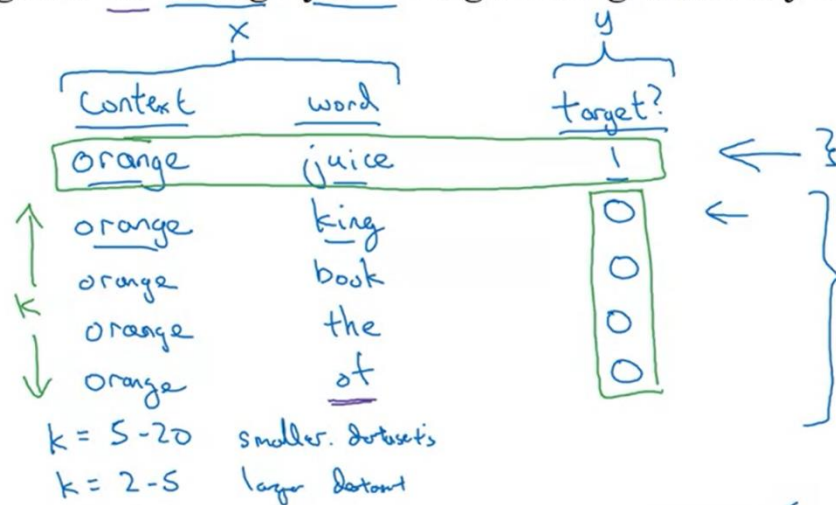 x y
context word target?
orange juice 1
orange king 0
orange book 0
k
orange the 0
orange of 0
k = 5-20 smaller. datasets
k = 2-5 larger dataset